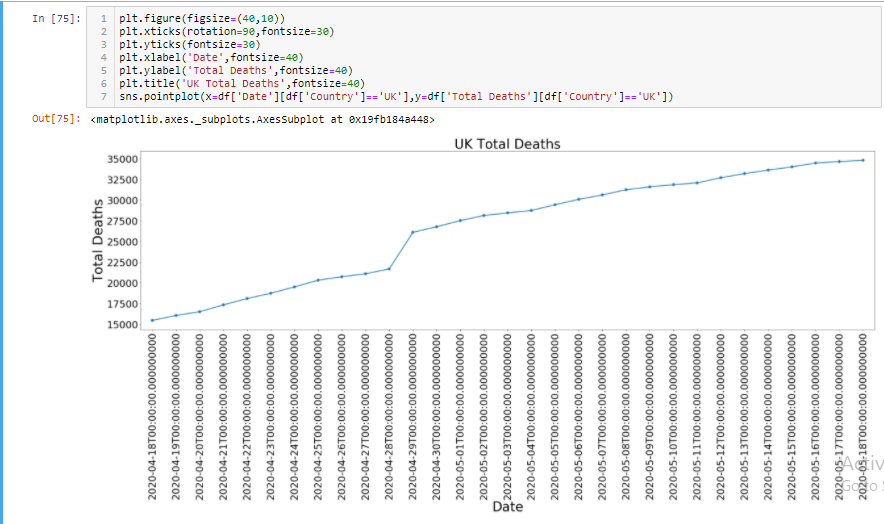 In [75]:
1 plt.figure(figsize=(40,10))
2 plt.xticks(rotation=90,fontsize=30)
3 plt.yticks(fontsize=30)
4 plt.xlabel('Date',fontsize=40)
5 plt.ylabel('Total Deaths',fontsize=40)
6 plt.title('UK Total Deaths',fontsize=40)
7 sns.pointplot(x=df['Date'][df['Country']=='UK'],y=df['Total Deaths'][df['Country']=='UK'])
Out[75]: <matplotlib.axes._subplots.AxesSubplot at 0x19fb184a448>
UK Total Deaths
Total Deaths
35000
32500
30000
27500
25000
22500
20000
17500
15000
2020-04-18T00:00:00.000000000
2020-04-19T00:00:00.000000000
2020-04-20T00:00:00.000000000
2020-04-21T00:00:00.000000000
2020-04-22T00:00:00.000000000
2020-04-23T00:00:00.000000000
2020-04-24T00:00:00.000000000
2020-04-25T00:00:00.000000000
2020-04-26T00:00:00.000000000
2020-04-27T00:00:00.000000000
2020-04-28T00:00:00.000000000
2020-04-29T00:00:00.000000000
2020-04-30T00:00:00.000000000
2020-05-01T00:00:00.000000000
2020-05-02T00:00:00.000000000
2020-05-03T00:00:00.000000000
2020-05-04T00:00:00.000000000
2020-05-05T00:00:00.000000000
2020-05-06T00:00:00.000000000
2020-05-07T00:00:00.000000000
2020-05-08T00:00:00.000000000
2020-05-09T00:00:00.000000000
2020-05-10T00:00:00.000000000
2020-05-11T00:00:00.000000000
2020-05-12T00:00:00.000000000
2020-05-13T00:00:00.000000000
2020-05-14T00:00:00.000000000
2020-05-15T00:00:00.000000000
2020-05-16T00:00:00.000000000
2020-05-17T00:00:00.000000000
2020-05-18T00:00:00.000000000
Date
Activ
Go to S